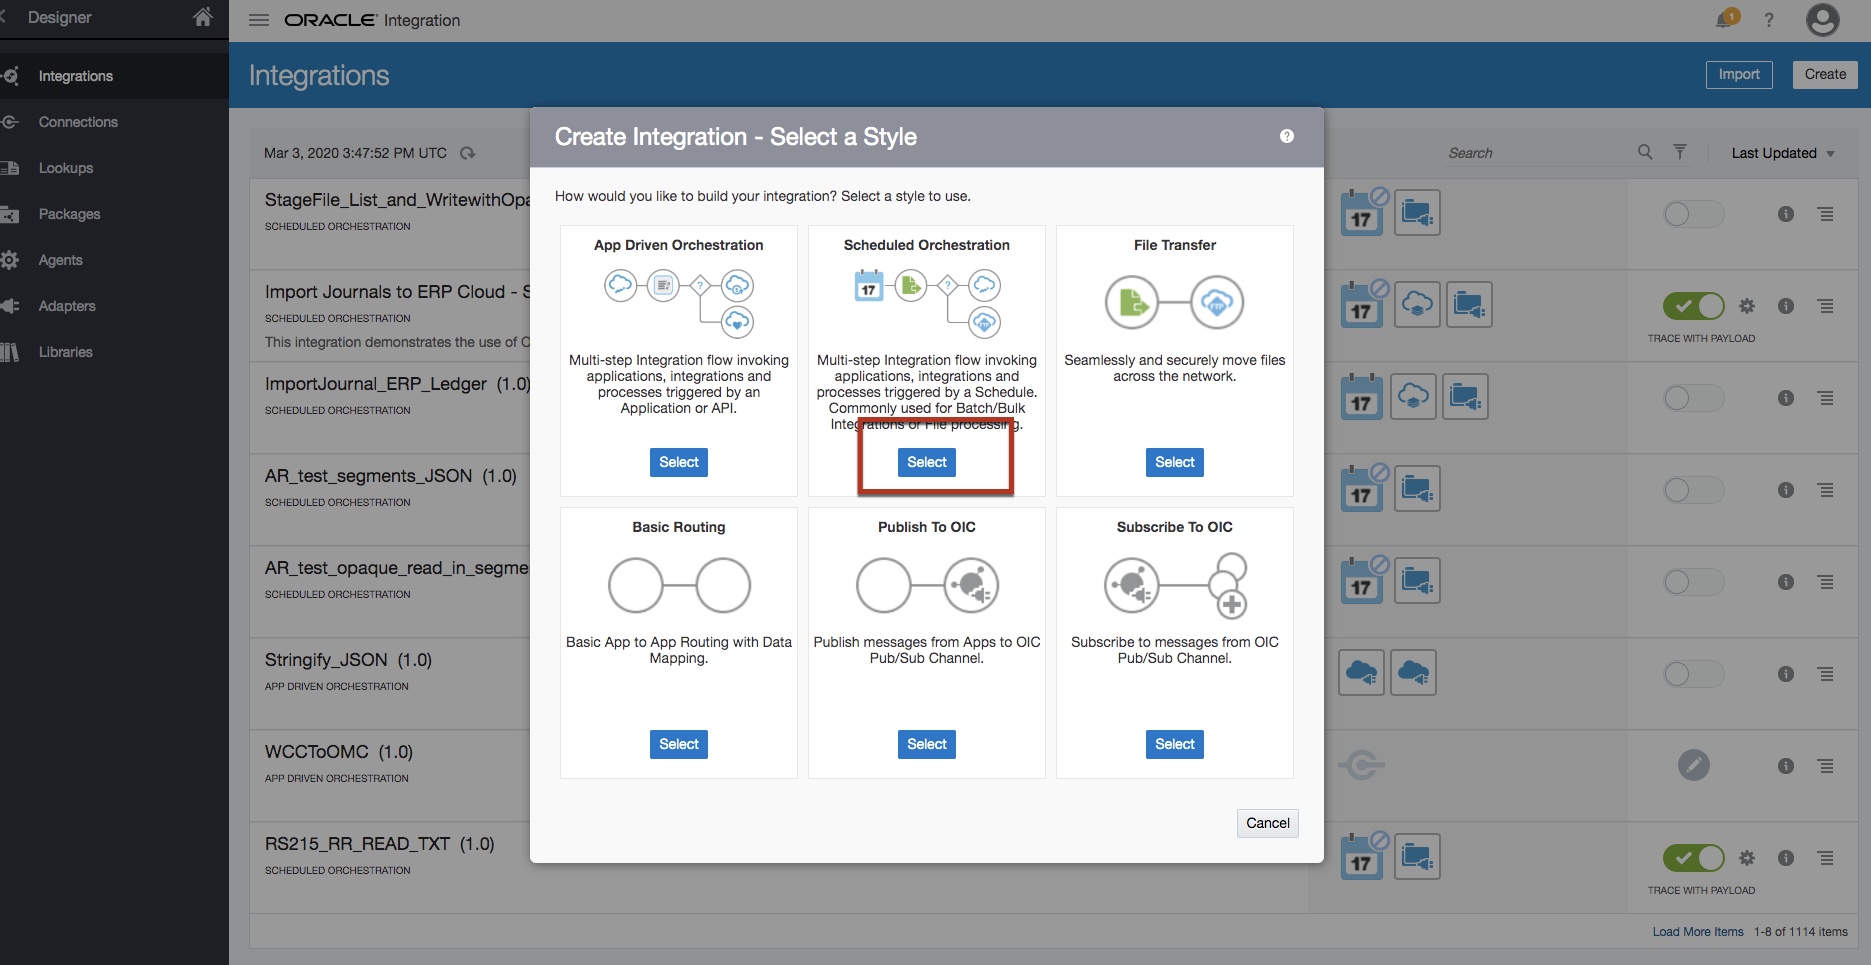 Designer
ORACLE Integration
1
?
Integrations
Connections
Lookups
Packages
Agents
Adapters
Libraries
Integrations
Import
Create
Mar 3, 2020 3:47:52 PM UTC
Search
Last Updated
StageFile_List_and_WritewithOpa
SCHEDULED ORCHESTRATION
17
Import Journals to ERP Cloud - S
SCHEDULED ORCHESTRATION
This integration demonstrates the use of O
17
TRACE WITH PAYLOAD
ImportJournal_ERP_Ledger (1.0)
SCHEDULED ORCHESTRATION
17
AR_test_segments_JSON (1.0)
SCHEDULED ORCHESTRATION
17
AR_test_opaque_read_in_segme
SCHEDULED ORCHESTRATION
17
Stringify_JSON (1.0)
APP DRIVEN ORCHESTRATION
WCCToOMC (1.0)
APP DRIVEN ORCHESTRATION
RS215_RR_READ_TXT (1.0)
SCHEDULED ORCHESTRATION
17
TRACE WITH PAYLOAD
Load More Items 1-8 of 1114 items
Create Integration - Select a Style
?
How would you like to build your integration? Select a style to use.
App Driven Orchestration
?
Multi-step Integration flow invoking
applications, integrations and
processes triggered by an
Application or API.
Select
Scheduled Orchestration
17
?
FTP
Multi-step Integration flow invoking
applications, integrations and
processes triggered by a Schedule.
Commonly used for Batch/Bulk
Integrations or File processing.
Select
File Transfer
FTP
Seamlessly and securely move files
across the network.
Select
Basic Routing
Basic App to App Routing with Data
Mapping.
Select
Publish To OIC
Publish messages from Apps to OIC
Pub/Sub Channel.
Select
Subscribe To OIC
Subscribe to messages from OIC
Pub/Sub Channel.
Select
Cancel